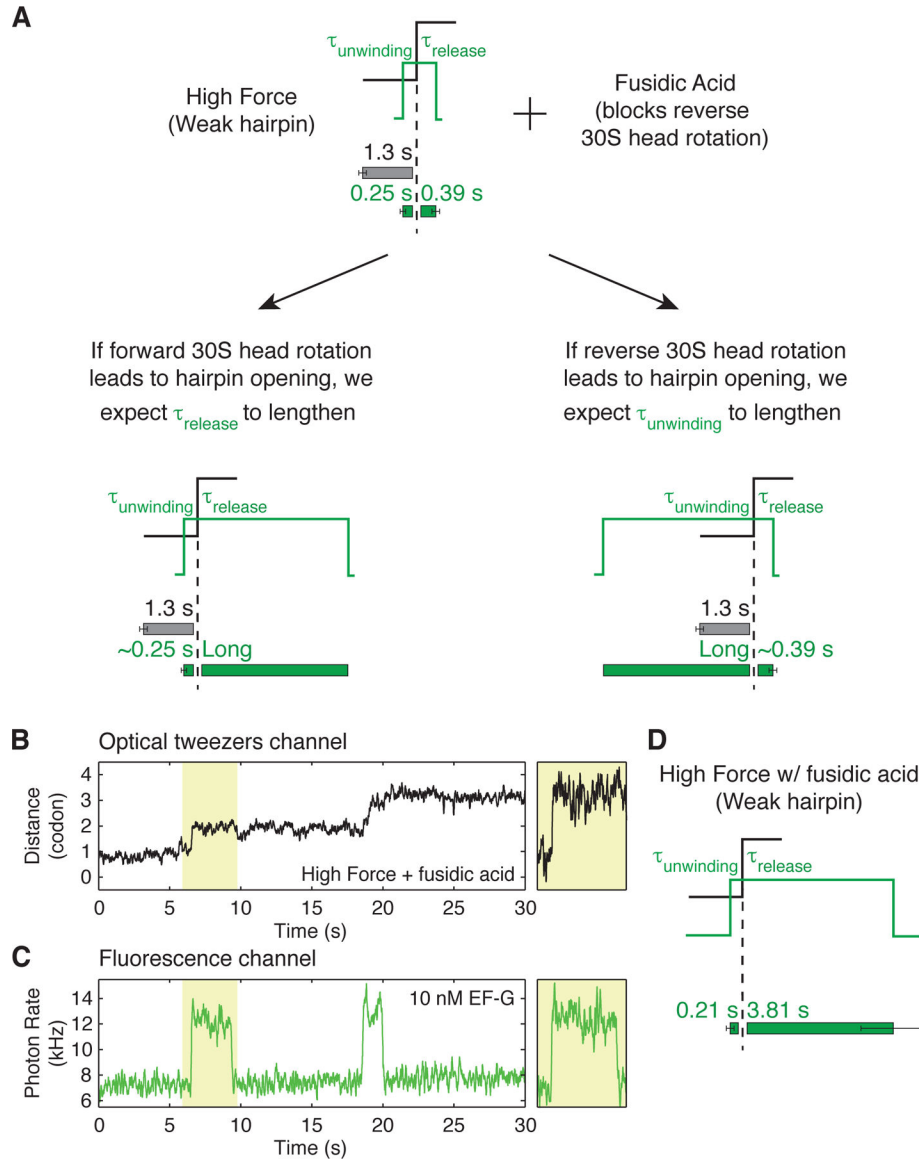 A
τunwinding τrelease
High Force
(Weak hairpin)
+
Fusidic Acid
(blocks reverse
30S head rotation)
1.3 s
0.25 s 0.39 s
If forward 30S head rotation
leads to hairpin opening, we
expect τrelease to lengthen
If reverse 30S head rotation
leads to hairpin opening, we
expect τunwinding to lengthen
τunwinding τrelease
1.3 s
~0.25 s Long
τunwinding τrelease
1.3 s
Long ~0.39 s
B
Optical tweezers channel
Distance
(codon)
4
3
2
1
0
High Force + fusidic acid
0 5 10 15 20 25 30
Time (s)
C
Fluorescence channel
Photon Rate
(kHz)
14
12
10
8
6
10 nM EF-G
0 5 10 15 20 25 30
Time (s)
D
High Force w/ fusidic acid
(Weak hairpin)
τunwinding τrelease
0.21 s 3.81 s